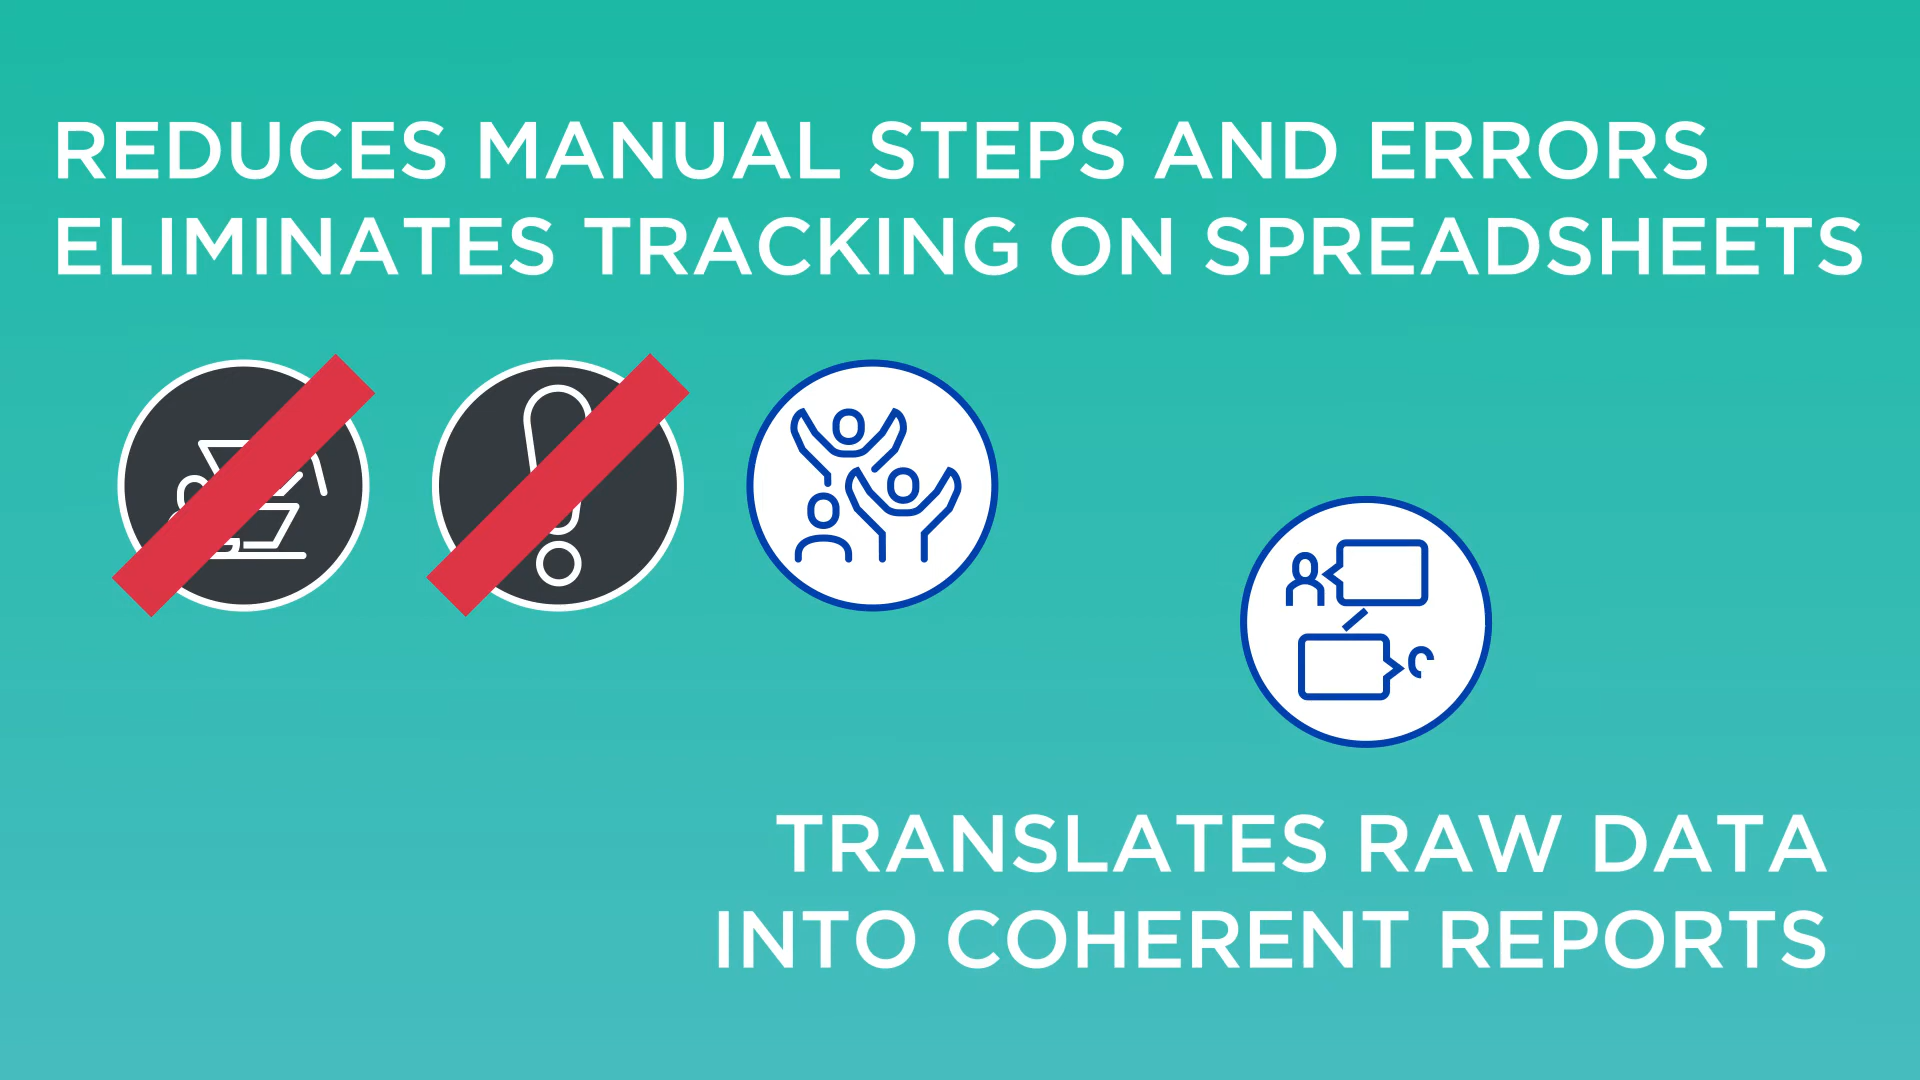 REDUCES MANUAL STEPS AND ERRORS
ELIMINATES TRACKING ON SPREADSHEETS
TRANSLATES RAW DATA
INTO COHERENT REPORTS